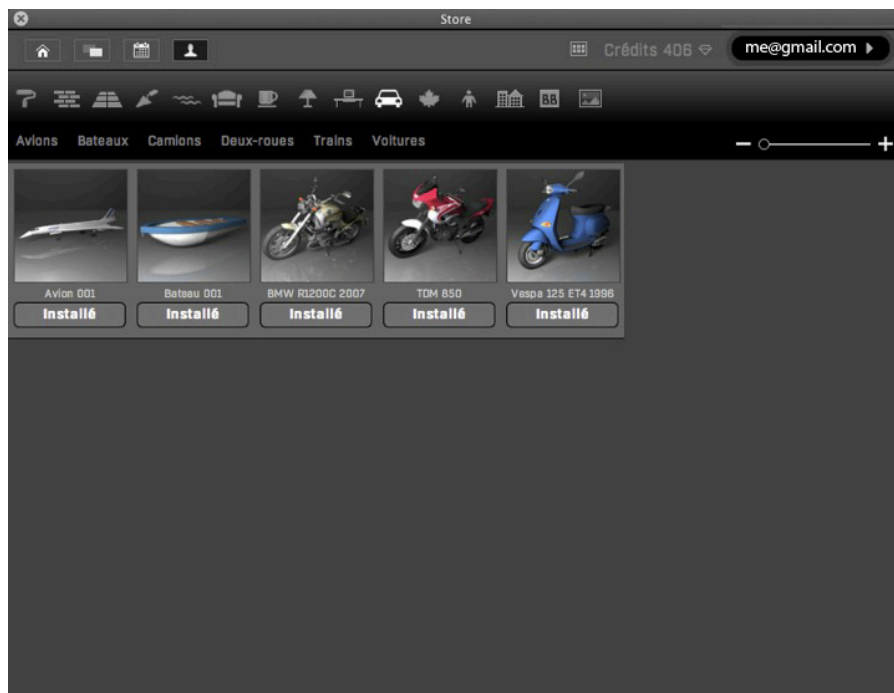 Store
Crédits 406
me@gmail.com
BB
Avions Bateaux Camions Deux-roues Trains Voitures
Avion 001 Bateau 001 BMW R1200C 2007 TDM 850 Vespa 125 ET4 1996
Installé Installé Installé Installé Installé